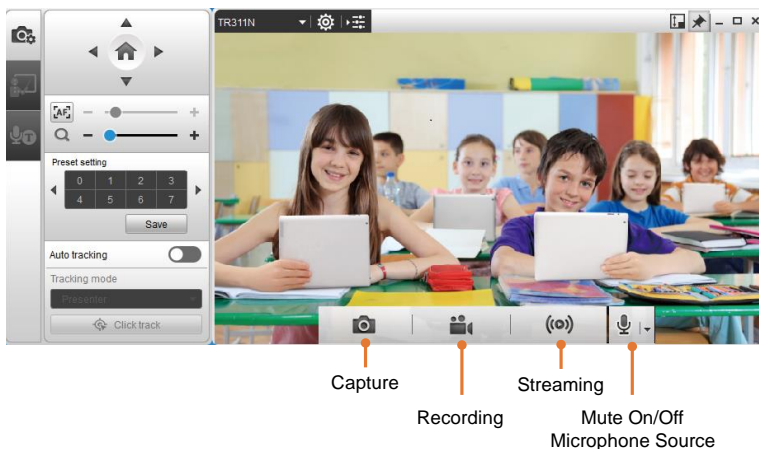 TR311N
AF
Preset setting
0 1 2 3
4 5 6 7
Save
Auto tracking
Tracking mode
Presenter
Click track
Capture
Streaming
Recording
Mute On/Off
Microphone Source